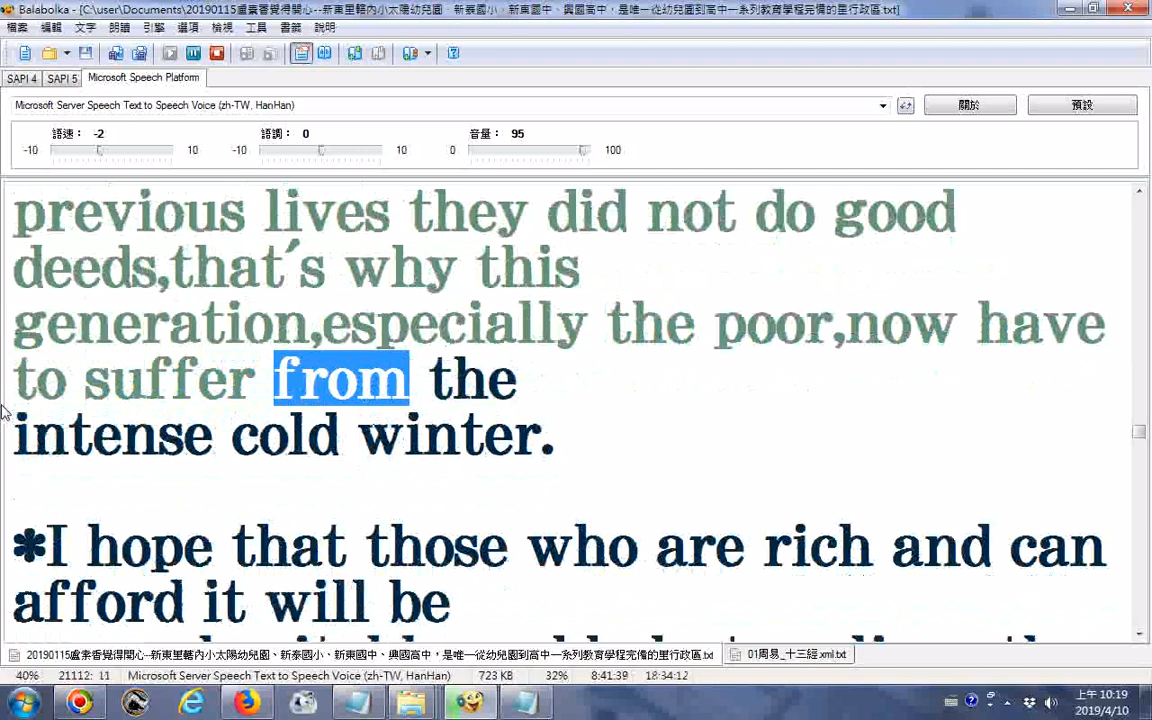 Balabolka - [C:\user\Documents\20190115盧素香覺得開心--新東里轄內小太陽幼兒園、新泰國小、新東國中、興國高中，是唯一從幼兒園到高中一系列教育學程完備的里行政區.txt]
檔案 編輯 文字 朗讀 引擎 選項 檢視 工具 書籤 說明
SAPI 4 SAPI 5 Microsoft Speech Platform
Microsoft Server Speech Text to Speech Voice (zh-TW, HanHan) 關於 預設
語速： -2 語調： 0 音量： 95
-10 10 -10 10 0 100
previous lives they did not do good
deeds,that's why this
generation,especially the poor,now have
to suffer from the
intense cold winter.
*I hope that those who are rich and can
afford it will be
20190115盧素香覺得開心--新東里轄內小太陽幼兒園、新泰國小、新東國中、興國高中，是唯一從幼兒園到高中一系列教育學程完備的里行政區.txt 01周易_十三經.xml.txt
40% 21112: 11 Microsoft Server Speech Text to Speech Voice (zh-TW, HanHan) 723 KB 32% 8:41:39 18:34:12
上午 10:19
2019/4/10